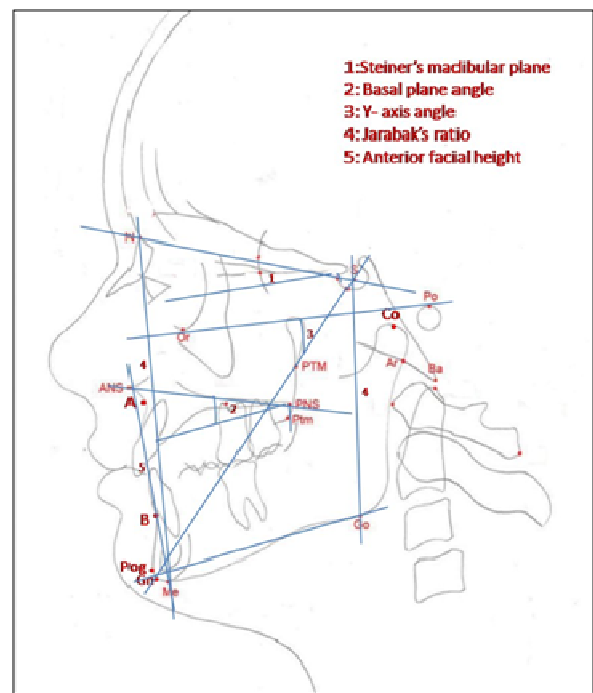 1:Steiner's maclibular plane
2: Basal plane angle
3: Y- axis angle
4: Jarabak's ratio
5: Anterior facial height
N
S
1
Po
Co
Or
3
4
PTM
Ar
Ba
ANS
A
2
PNS
4
Ptm
5
B
Go
Pog
Gn
Me